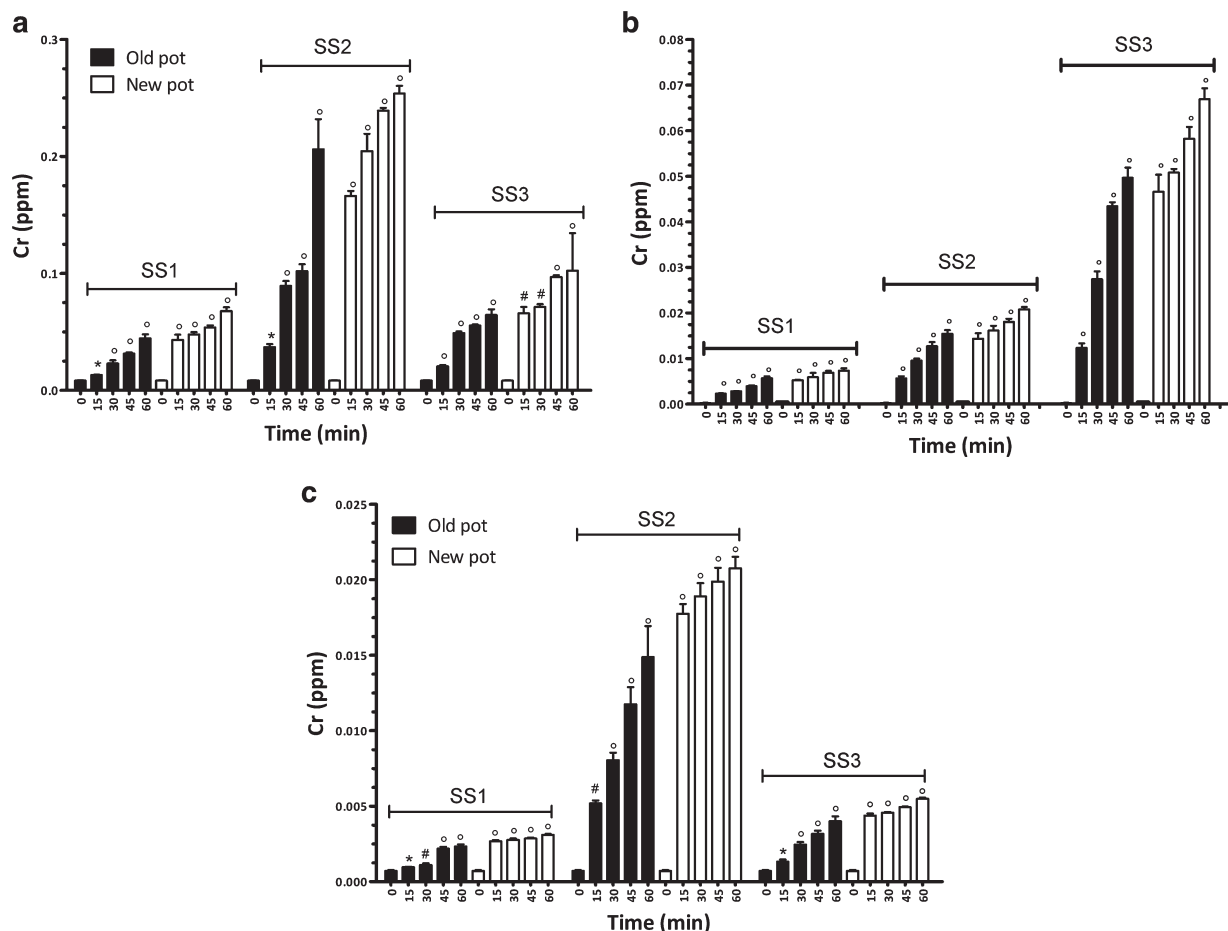 a
0.3
0.2
0.1
0.0
Cr (ppm)
Old pot
New pot
SS1
SS2
SS3
* ° ° ° ° ° ° °
* ° ° ° ° ° ° °
° ° ° ° # # ° °
0 15 30 45 60 0 15 30 45 60 0 15 30 45 60 0 15 30 45 60 0 15 30 45 60 0 15 30 45 60
Time (min)
b
0.08
0.07
0.06
0.05
0.04
0.03
0.02
0.01
0.00
Cr (ppm)
SS1
SS2
SS3
° ° ° ° ° ° ° °
° ° ° ° ° ° ° °
° ° ° ° ° ° ° °
0 15 30 45 60 0 15 30 45 60 0 15 30 45 60 0 15 30 45 60 0 15 30 45 60 0 15 30 45 60
Time (min)
c
0.025
0.020
0.015
0.010
0.005
0.000
Cr (ppm)
Old pot
New pot
SS1
SS2
SS3
* # ° ° ° ° ° °
# ° ° ° ° ° ° °
* ° ° ° ° ° ° °
0 15 30 45 60 0 15 30 45 60 0 15 30 45 60 0 15 30 45 60 0 15 30 45 60 0 15 30 45 60
Time (min)